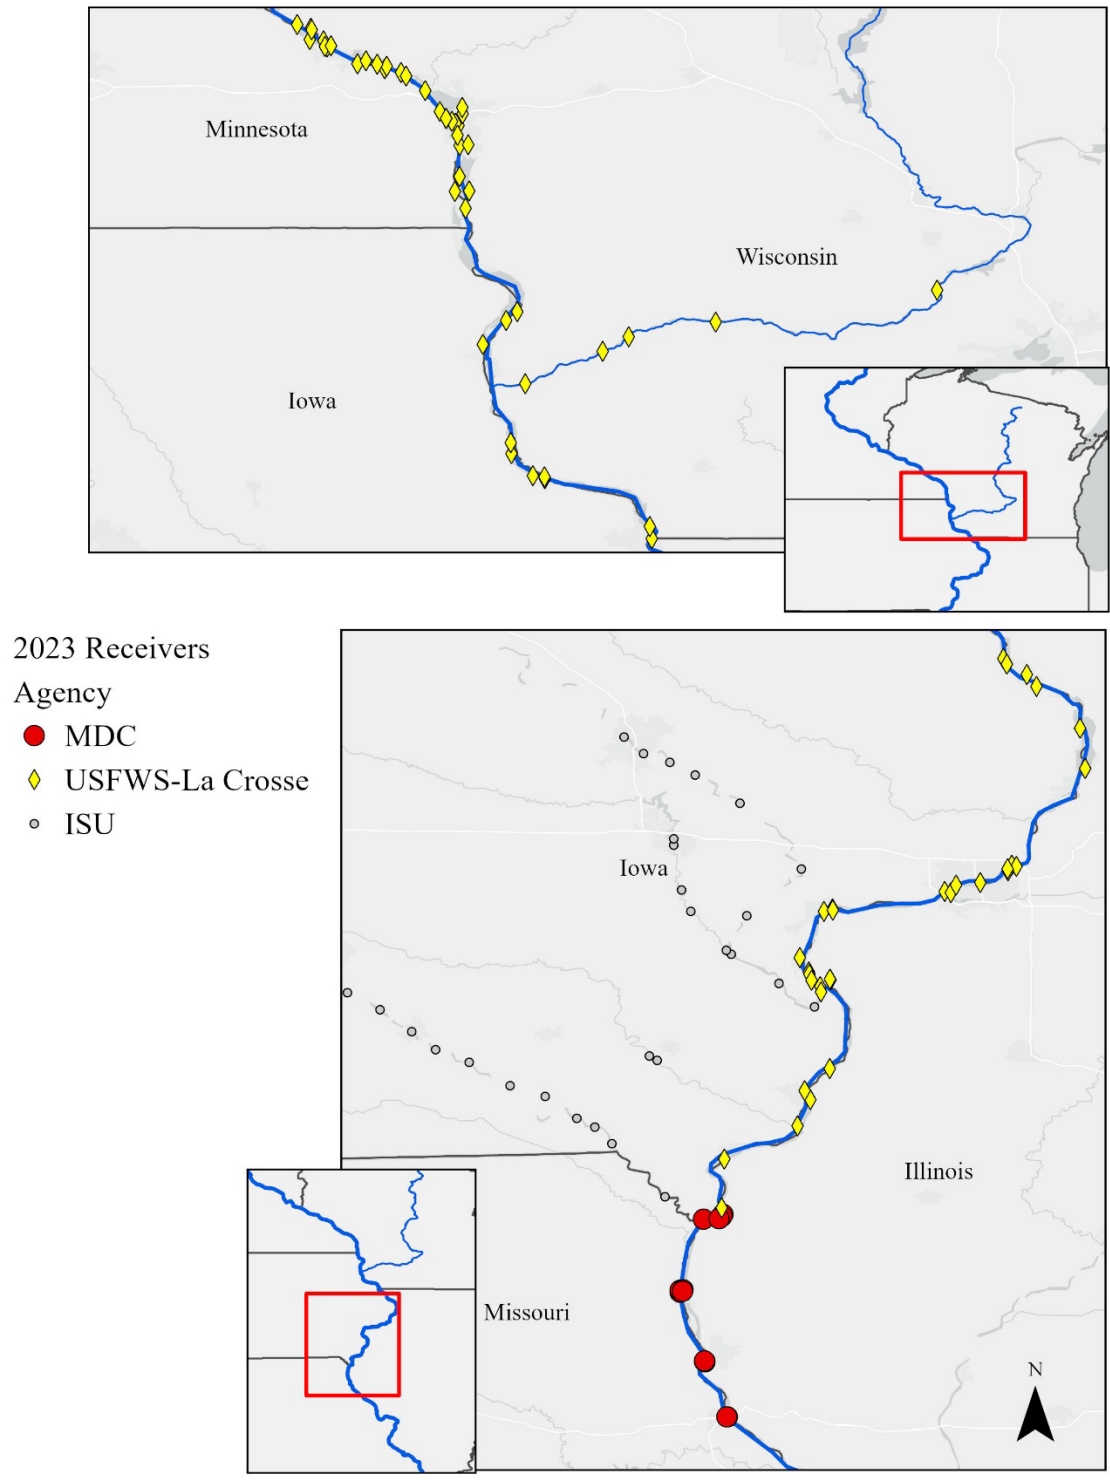 Minnesota
Wisconsin
Iowa
2023 Receivers
Agency
MDC
USFWS-La Crosse
ISU
Iowa
Illinois
Missouri
N